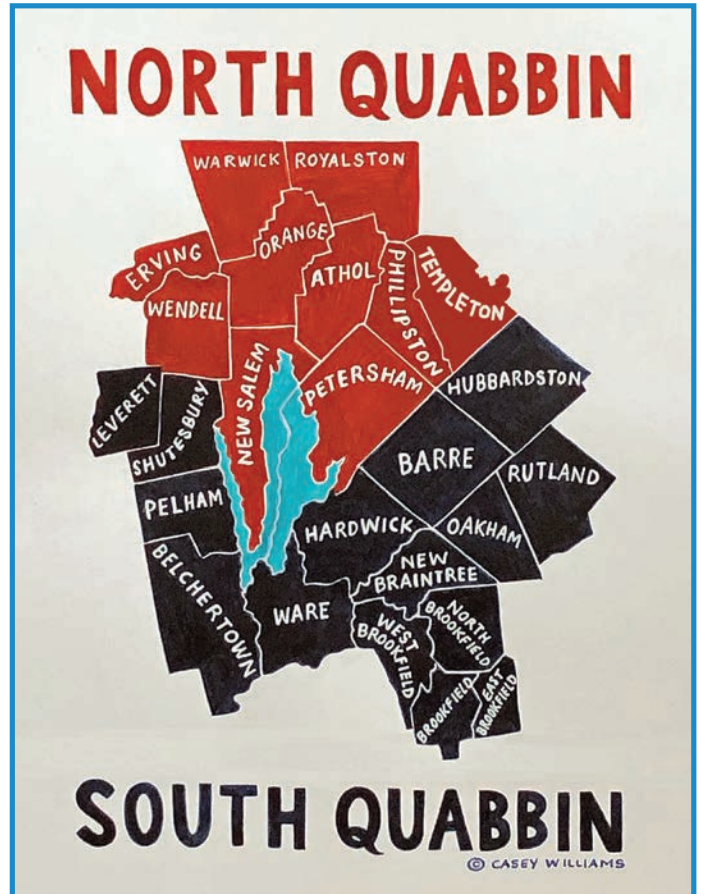 NORTH QUABBIN
WARWICK
ROYALSTON
ORANGE
ERVING
ATHOL
PHILLIPSTON
TEMPLETON
WENDELL
NEW SALEM
PETERSHAM
HUBBARDSTON
LEVERETT
SHUTESBURY
BARRE
RUTLAND
PELHAM
HARDWICK
OAKHAM
BELCHERTOWN
NEW
BRAINTREE
WARE
WEST
BROOKFIELD
NORTH
BROOKFIELD
BROOKFIELD
EAST
BROOKFIELD
SOUTH QUABBIN
© CASEY WILLIAMS